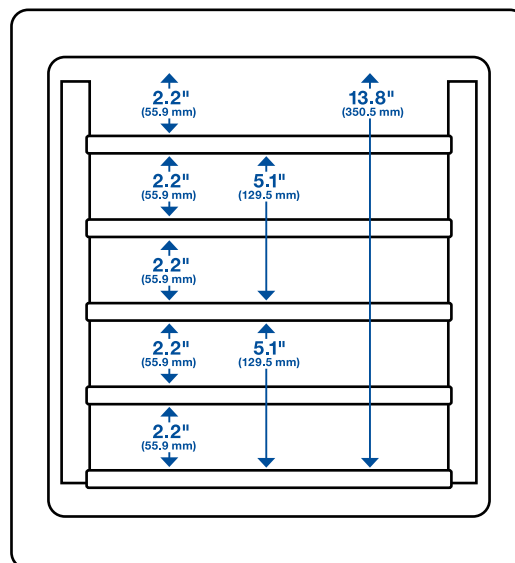 2.2"
(55.9 mm)
13.8"
(350.5 mm)
2.2"
(55.9 mm)
5.1"
(129.5 mm)
2.2"
(55.9 mm)
2.2"
(55.9 mm)
5.1"
(129.5 mm)
2.2"
(55.9 mm)